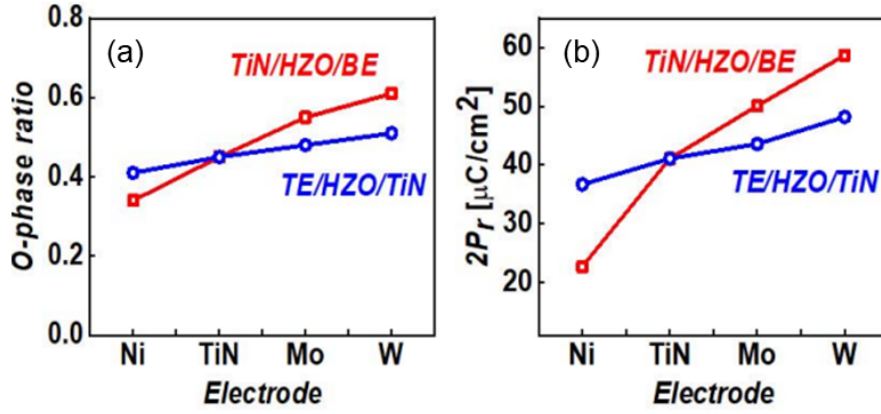 (a)
TiN/HZO/BE
TE/HZO/TiN
O-phase ratio
0.8
0.6
0.4
0.2
0.0
Ni TiN Mo W
Electrode
(b)
TiN/HZO/BE
TE/HZO/TiN
2Pr [μC/cm²]
60
50
40
30
20
Ni TiN Mo W
Electrode